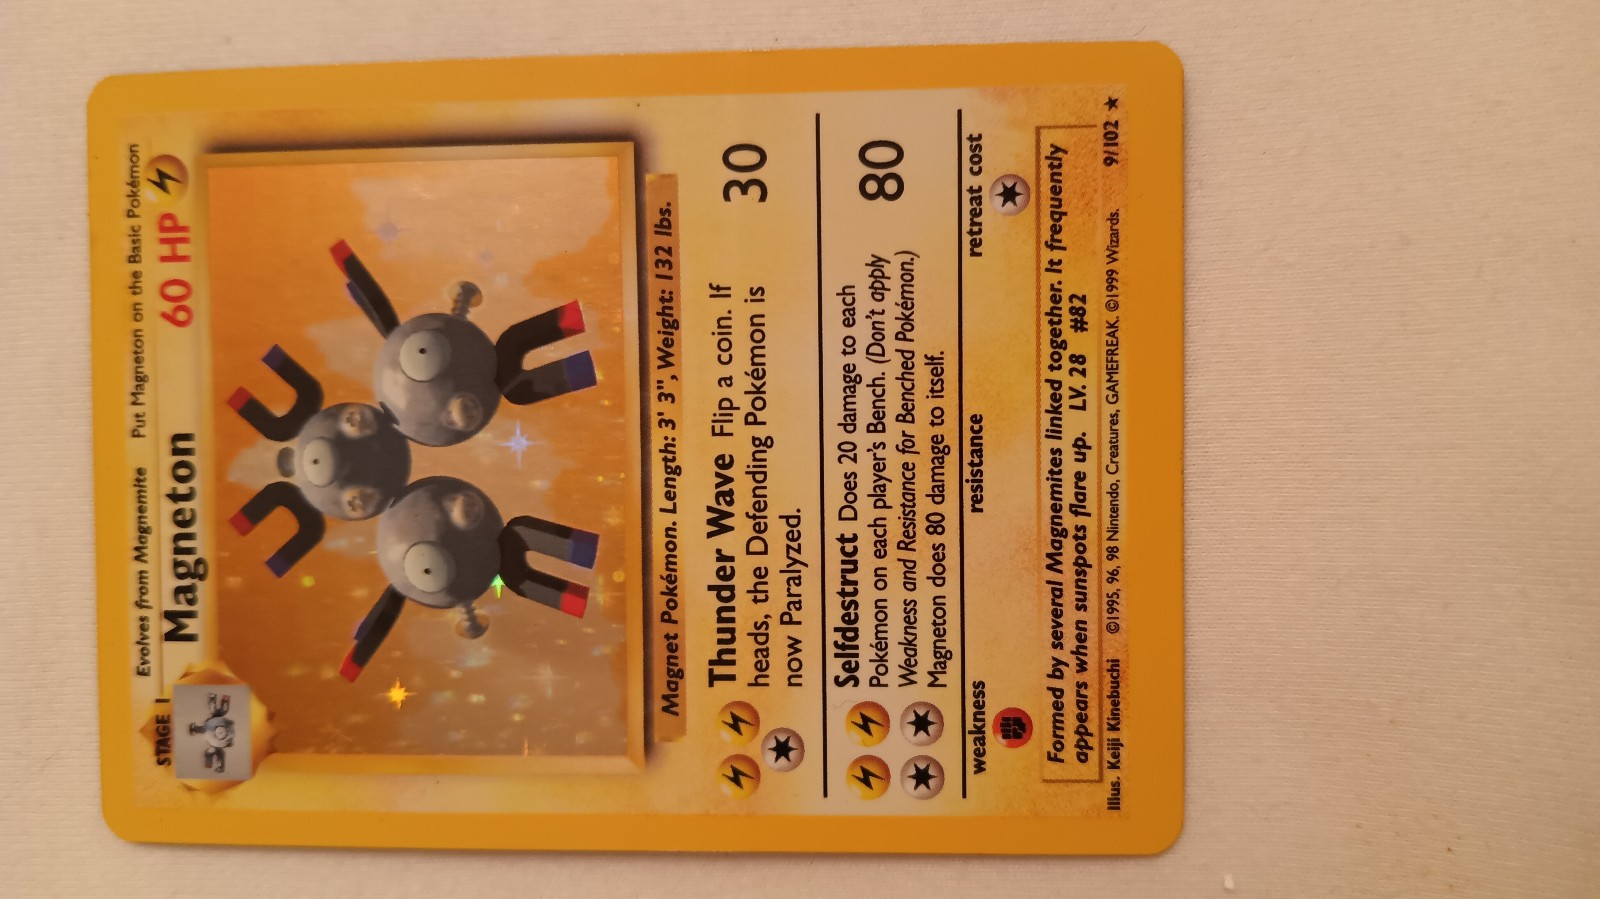 STAGE 1
Evolves from Magnemite Put Magneton on the Basic Pokémon
Magneton 60 HP
Magnet Pokémon. Length: 3' 3", Weight: 132 lbs.
Thunder Wave Flip a coin. If
heads, the Defending Pokémon is
now Paralyzed.
30
Selfdestruct Does 20 damage to each
Pokémon on each player's Bench. (Don't apply
Weakness and Resistance for Benched Pokémon.)
Magneton does 80 damage to itself.
80
weakness resistance retreat cost
Formed by several Magnemites linked together. It frequently
appears when sunspots flare up. LV. 28 #82
Illus. Keiji Kinebuchi ©1995, 96, 98 Nintendo, Creatures, GAMEFREAK. ©1999 Wizards. 9/102 ★